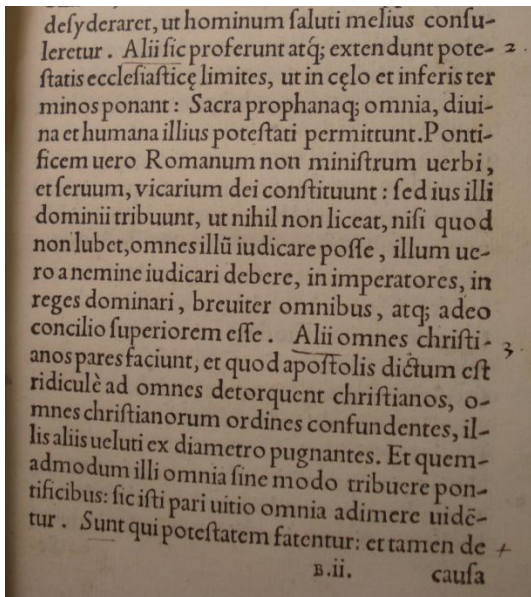 deſyderaret, ut hominum ſaluti melius conſu-
leretur. Alii ſic proferunt atq; extendunt pote- 2.
ſtatis eccleſiaſticę limites, ut in cęlo et inferis ter
minos ponant: Sacra prophanaq; omnia, diui-
na et humana illius poteſtati permittunt. Ponti-
ficem uero Romanum non miniſtrum uerbi,
et ſeruum, vicarium dei conſtituunt: ſed ius illi
dominii tribuunt, ut nihil non liceat, niſi quod
non lubet, omnes illū iudicare poſſe, illum ue-
ro a nemine iudicari debere, in imperatores, in
reges dominari, breuiter omnibus, atq; adeo
concilio ſuperiorem eſſe. Alii omnes chriſti- 3.
anos pares faciunt, et quod apoſtolis dictum eſt
ridiculè ad omnes detorquent chriſtianos, o-
mnes chriſtianorum ordines confundentes, il-
lis aliis ueluti ex diametro pugnantes. Et quem-
admodum illi omnia ſine modo tribuere pon-
tificibus: ſic iſti pari uitio omnia adimere uidē-
tur. Sunt qui poteſtatem fatentur: et tamen de 4
B.ii. cauſa